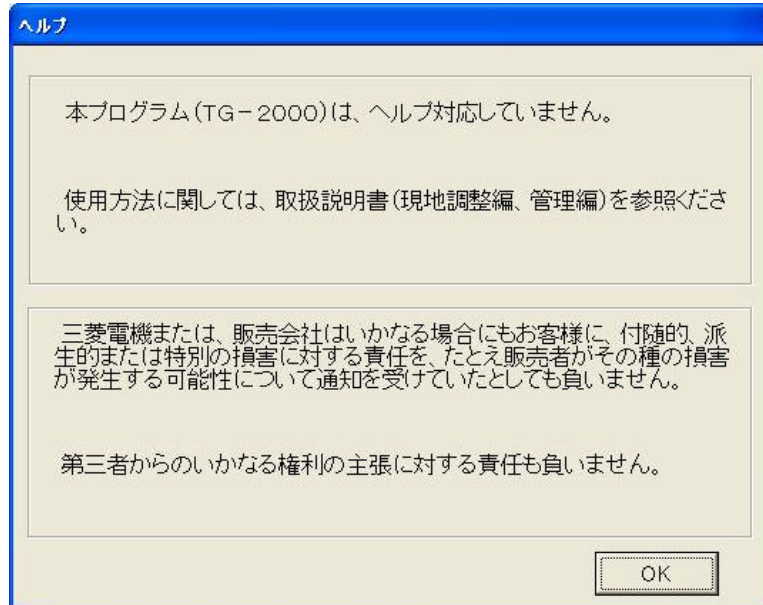 ヘルプ
本プログラム(TG-2000)は、ヘルプ対応していません。
使用方法に関しては、取扱説明書(現地調整編、管理編)を参照くださ
い。
三菱電機または、販売会社はいかなる場合にもお客様に、付随的、派
生的または特別の損害に対する責任を、たとえ販売者がその種の損害
が発生する可能性について通知を受けていたとしても負いません。
第三者からのいかなる権利の主張に対する責任も負いません。
OK